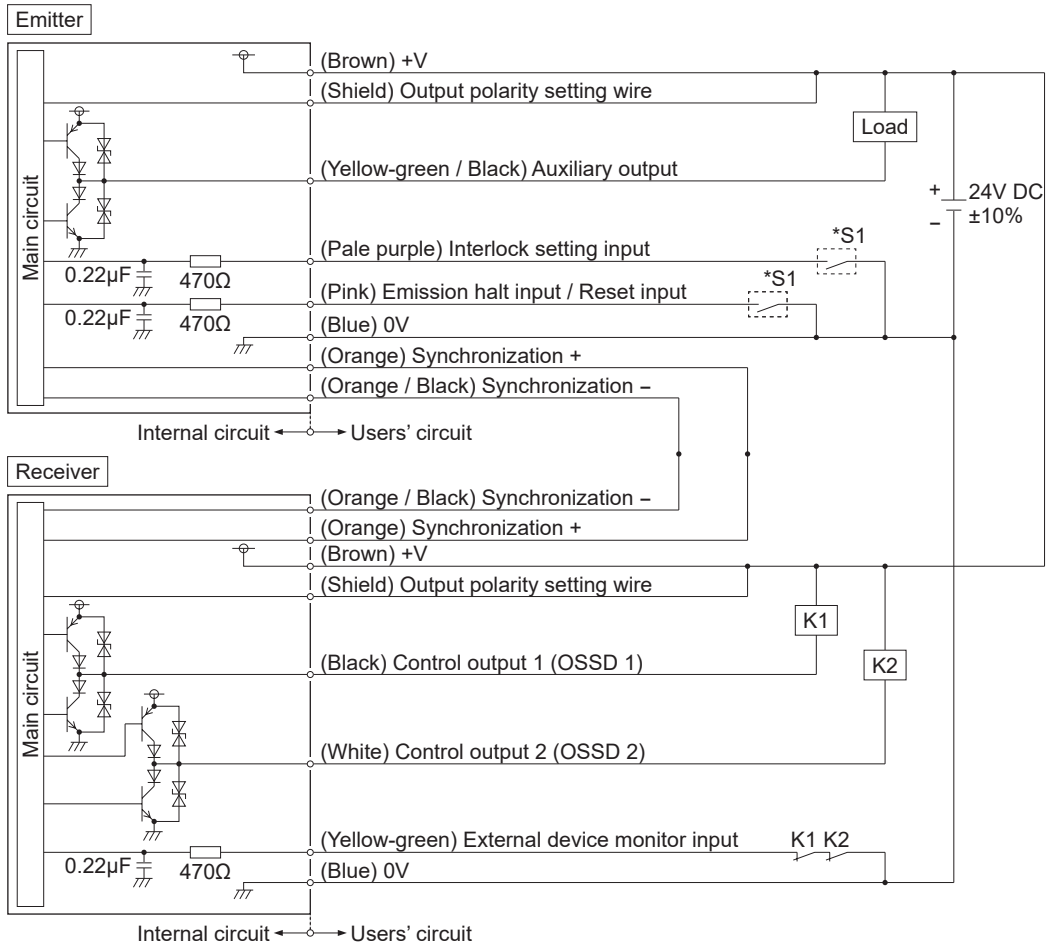 Emitter
(Brown) +V
(Shield) Output polarity setting wire
Load
(Yellow-green / Black) Auxiliary output
Main circuit
+
−
24V DC
±10%
*S1
(Pale purple) Interlock setting input
0.22μF
470Ω
*S1
(Pink) Emission halt input / Reset input
0.22μF
470Ω
(Blue) 0V
(Orange) Synchronization +
(Orange / Black) Synchronization −
Internal circuit
Users’ circuit
Receiver
(Orange / Black) Synchronization −
(Orange) Synchronization +
(Brown) +V
(Shield) Output polarity setting wire
K1
(Black) Control output 1 (OSSD 1)
K2
Main circuit
(White) Control output 2 (OSSD 2)
(Yellow-green) External device monitor input
K1 K2
0.22μF
470Ω
(Blue) 0V
Internal circuit
Users’ circuit